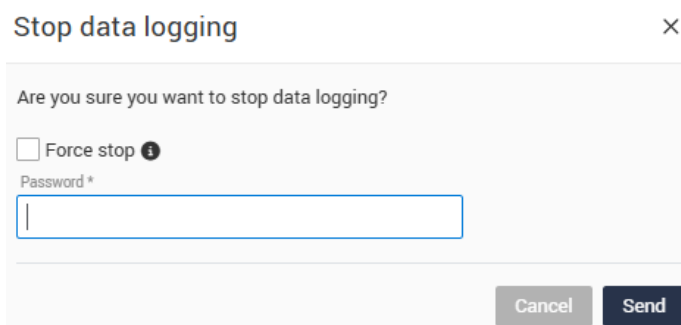 Stop data logging
Are you sure you want to stop data logging?
Force stop
Password *
Cancel Send